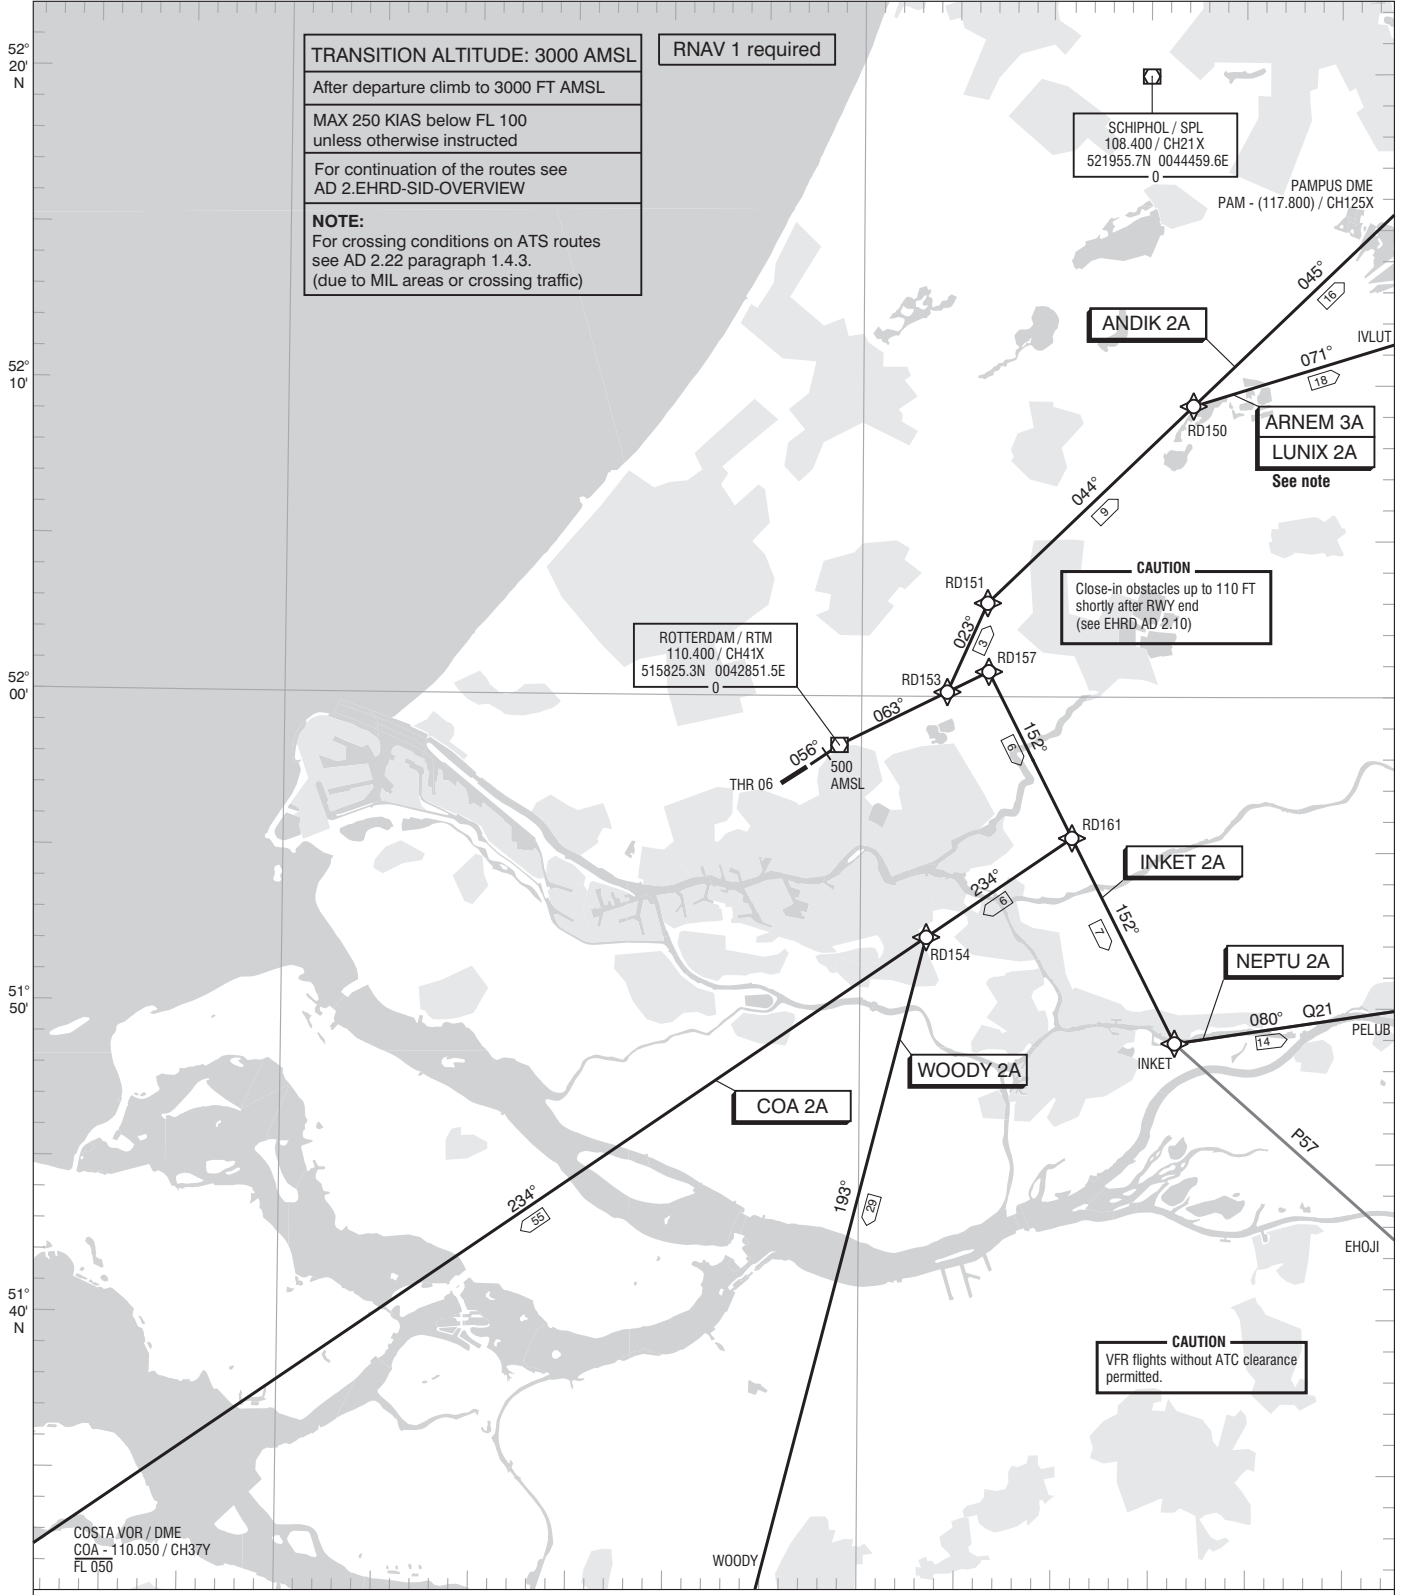 52°
20'
N
TRANSITION ALTITUDE: 3000 AMSL
After departure climb to 3000 FT AMSL
MAX 250 KIAS below FL 100
unless otherwise instructed
For continuation of the routes see
AD 2.EHRD-SID-OVERVIEW
NOTE:
For crossing conditions on ATS routes
see AD 2.22 paragraph 1.4.3.
(due to MIL areas or crossing traffic)
RNAV 1 required
SCHIPHOL / SPL
108.400 / CH21X
521955.7N 0044459.6E
0
PAMPUS DME
PAM - (117.800) / CH125X
045°
16
ANDIK 2A
IVLUT
071°
18
52°
10'
RD150
ARNEM 3A
LUNIX 2A
See note
044°
9
CAUTION
Close-in obstacles up to 110 FT
shortly after RWY end
(see EHRD AD 2.10)
RD151
023°
3
ROTTERDAM / RTM
110.400 / CH41X
515825.3N 0042851.5E
0
RD157
RD153
52°
00'
063°
056°
THR 06
500
AMSL
152°
6
RD161
INKET 2A
234°
6
152°
7
RD154
NEPTU 2A
51°
50'
080°
Q21
14
PELUB
INKET
WOODY 2A
COA 2A
P57
193°
29
234°
55
EHOJI
51°
40'
N
CAUTION
VFR flights without ATC clearance
permitted.
COSTA VOR / DME
COA - 110.050 / CH37Y
FL 050
WOODY